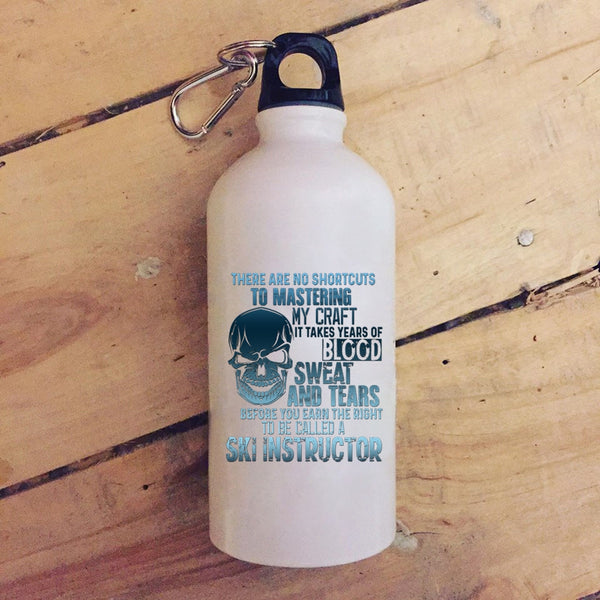 THERE ARE NO SHORTCUTS
TO MASTERING
MY CRAFT
IT TAKES YEARS OF
BLOOD
SWEAT
AND TEARS
BEFORE YOU EARN THE RIGHT
TO BE CALLED A
SKI INSTRUCTOR